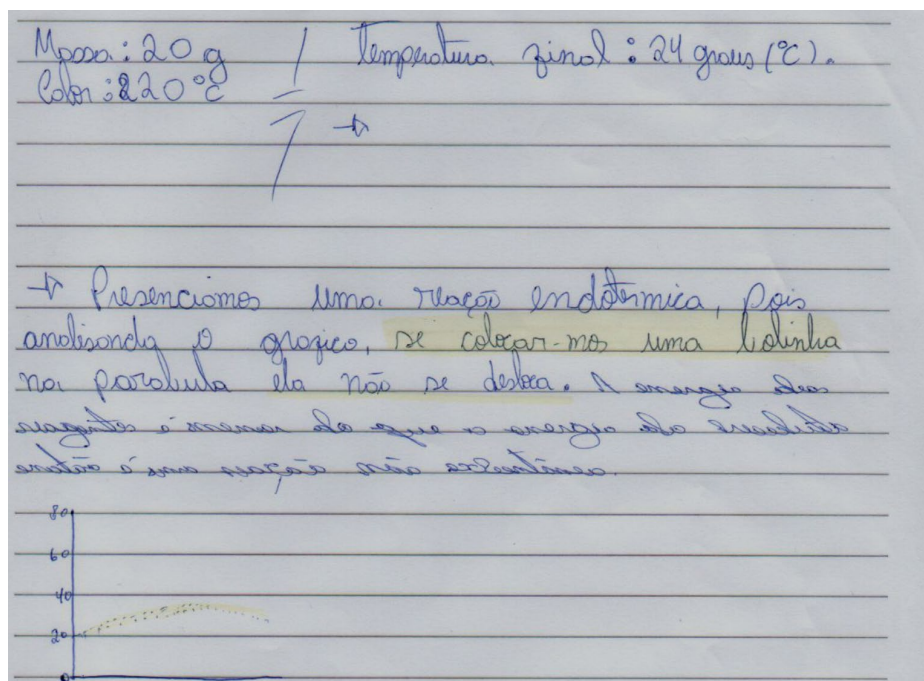 Massa: 20 g / Temperatura final: 24 graus (°C).
Calor: 220°C
→
→ Presenciamos uma reação endotérmica, pois
analisando o grafico, se colocar-mos uma bolinha
na parabula ela não se desloca. A energia dos
reagentes é menor do que a energia do produto
então é uma reação não
80
60
40
20
0